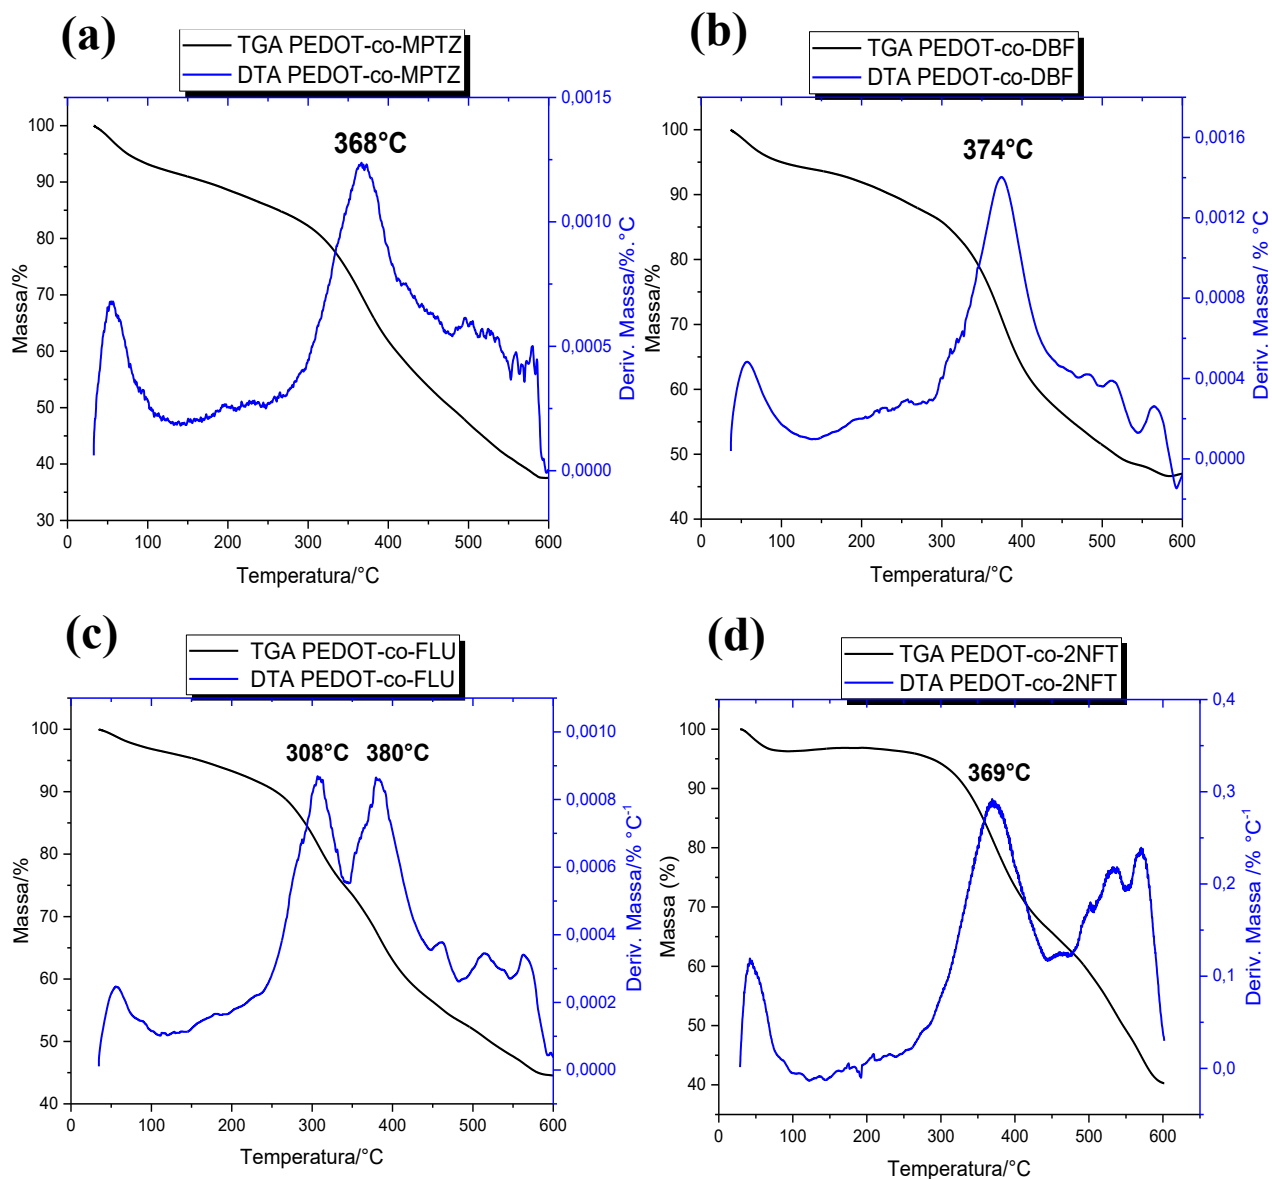 (a)
TGA PEDOT-co-MPTZ
DTA PEDOT-co-MPTZ
368°C
100
90
80
70
60
50
40
30
Massa/%
0,0015
0,0010
0,0005
0,0000
Deriv. Massa/%.°C
0 100 200 300 400 500 600
Temperatura/°C
(b)
TGA PEDOT-co-DBF
DTA PEDOT-co-DBF
374°C
100
90
80
70
60
50
40
Massa/%
0,0016
0,0012
0,0008
0,0004
0,0000
Deriv. Massa/ % °C
0 100 200 300 400 500 600
Temperatura/°C
(c)
TGA PEDOT-co-FLU
DTA PEDOT-co-FLU
308°C 380°C
100
90
80
70
60
50
40
Massa/%
0,0010
0,0008
0,0006
0,0004
0,0002
0,0000
Deriv. Massa/% °C-1
0 100 200 300 400 500 600
Temperatura/°C
(d)
TGA PEDOT-co-2NFT
DTA PEDOT-co-2NFT
369°C
100
90
80
70
60
50
40
Massa (%)
0,4
0,3
0,2
0,1
0,0
Deriv. Massa /% °C-1
0 100 200 300 400 500 600
Temperatura/°C